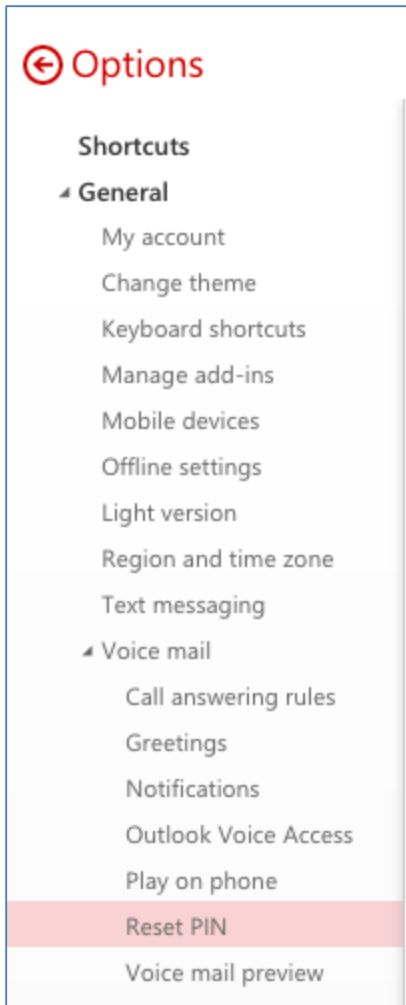 Options
Shortcuts
General
My account
Change theme
Keyboard shortcuts
Manage add-ins
Mobile devices
Offline settings
Light version
Region and time zone
Text messaging
Voice mail
Call answering rules
Greetings
Notifications
Outlook Voice Access
Play on phone
Reset PIN
Voice mail preview